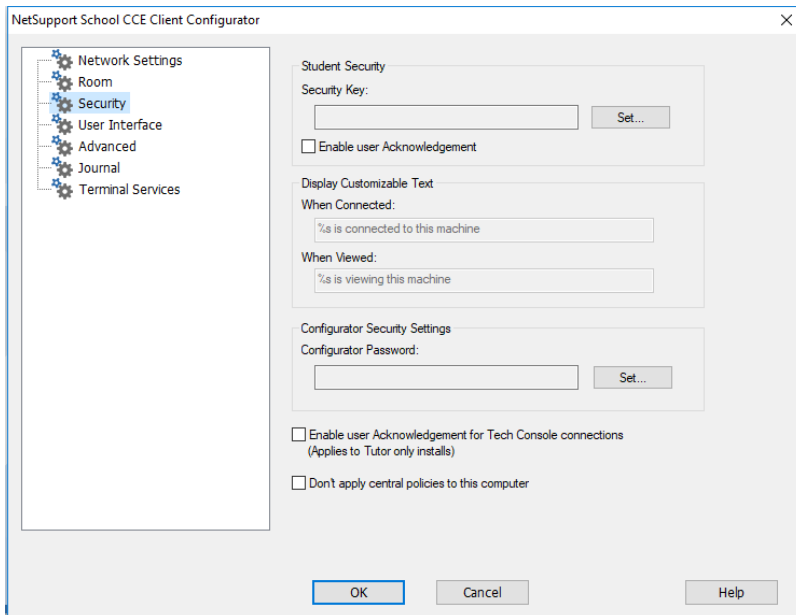 NetSupport School CCE Client Configurator
Network Settings
Room
Security
User Interface
Advanced
Journal
Terminal Services
Student Security
Security Key:
Set...
Enable user Acknowledgement
Display Customizable Text
When Connected:
%s is connected to this machine
When Viewed:
%s is viewing this machine
Configurator Security Settings
Configurator Password:
Set...
Enable user Acknowledgement for Tech Console connections
(Applies to Tutor only installs)
Don't apply central policies to this computer
OK Cancel Help